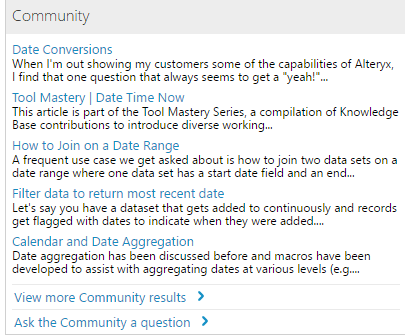 Community
Date Conversions
When I'm out showing my customers some of the capabilities of Alteryx,
I find that one question that always seems to get a "yeah!"...
Tool Mastery | Date Time Now
This article is part of the Tool Mastery Series, a compilation of Knowledge
Base contributions to introduce diverse working...
How to Join on a Date Range
A frequent use case we get asked about is how to join two data sets on a
date range where one data set has a start date field and an end...
Filter data to return most recent date
Let's say you have a dataset that gets added to continuously and records
get flagged with dates to indicate when they were added....
Calendar and Date Aggregation
Date aggregation has been discussed before and macros have been
developed to assist with aggregating dates at various levels (e.g....
View more Community results
Ask the Community a question